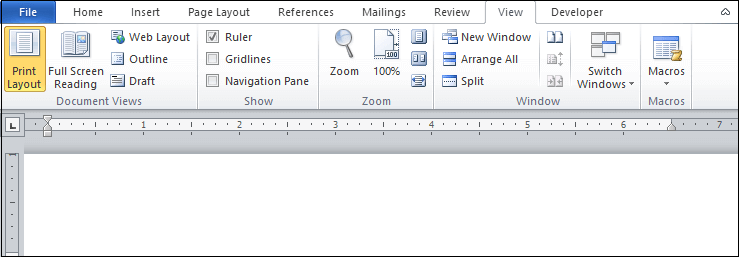 File Home Insert Page Layout References Mailings Review View Developer
Print Layout
Full Screen Reading
Web Layout
Outline
Draft
Document Views
Ruler
Gridlines
Navigation Pane
Show
Zoom
100%
100
Zoom
New Window
Arrange All
Split
Switch Windows
Window
Macros
Macros
L
1 2 3 4 5 6 7